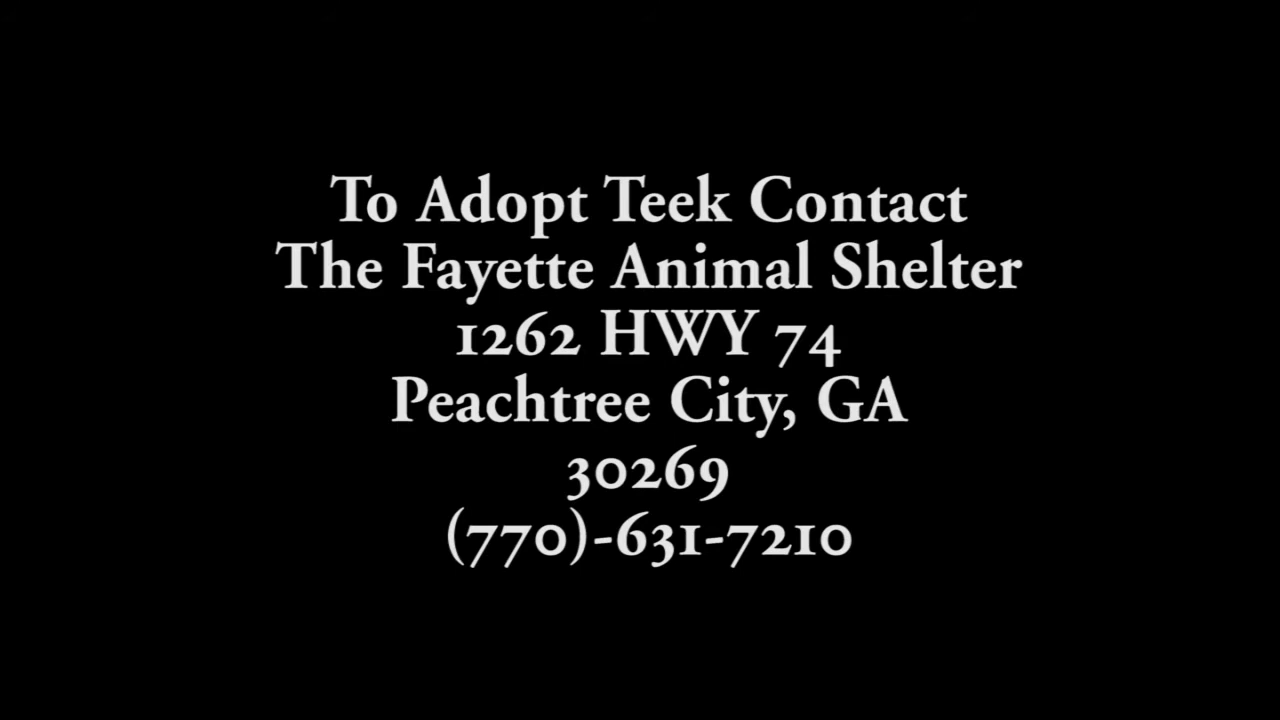 To Adopt Teek Contact
The Fayette Animal Shelter
1262 HWY 74
Peachtree City, GA
30269
(770)-631-7210